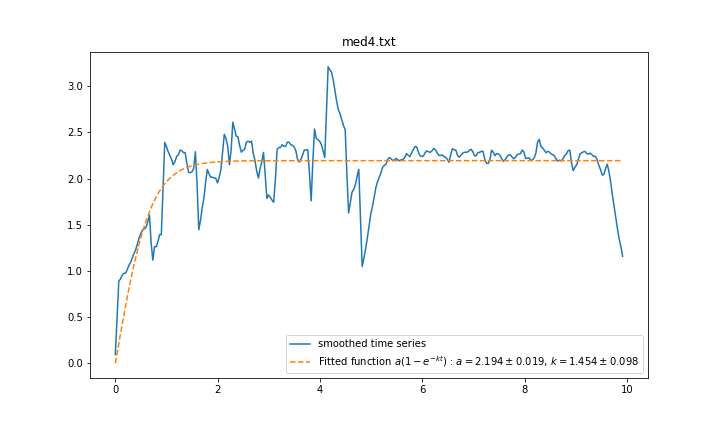 med4.txt
3.0
2.5
2.0
1.5
1.0
0.5
0.0
smoothed time series
Fitted function a(1 − e^{−kt}) : a = 2.194 ± 0.019, k = 1.454 ± 0.098
0 2 4 6 8 10